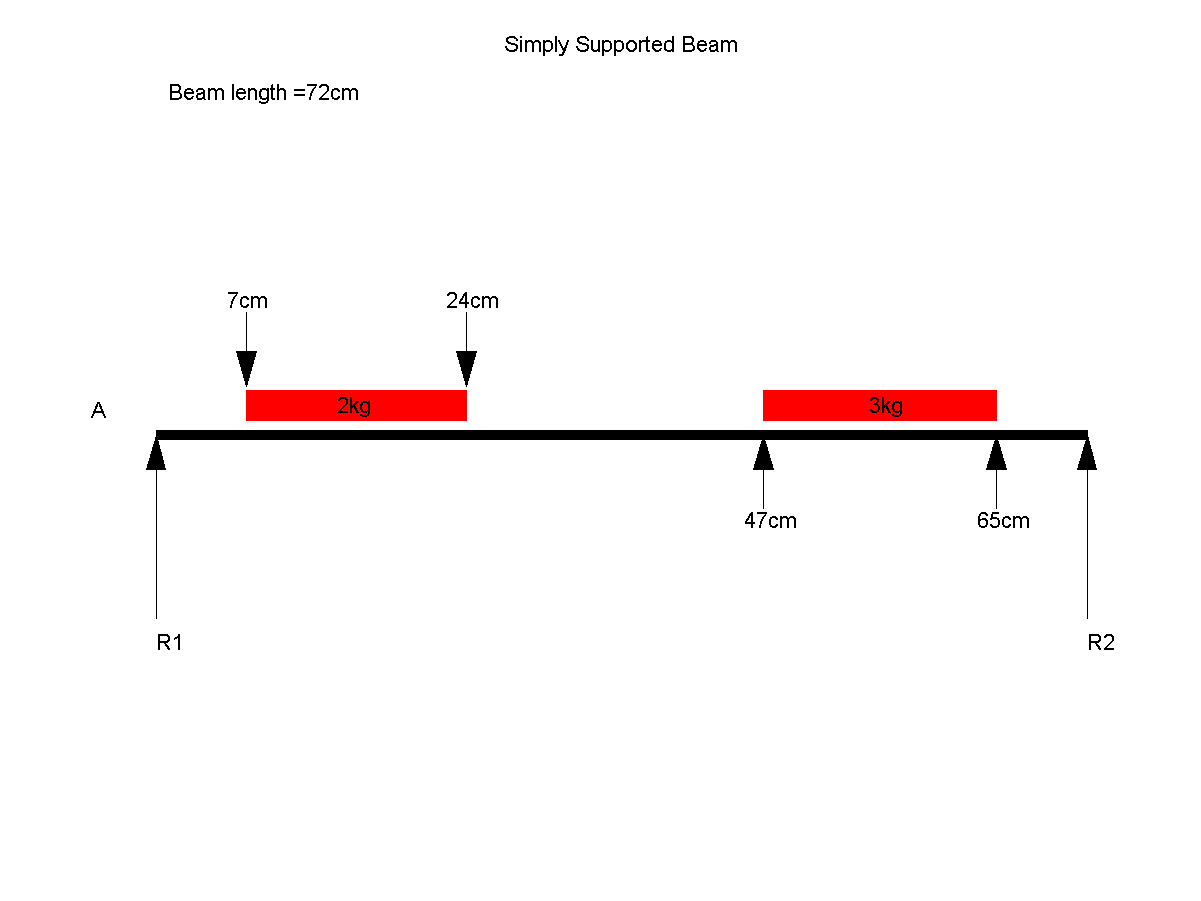 Simply Supported Beam
Beam length =72cm
7cm
24cm
2kg
3kg
A
47cm
65cm
R1
R2